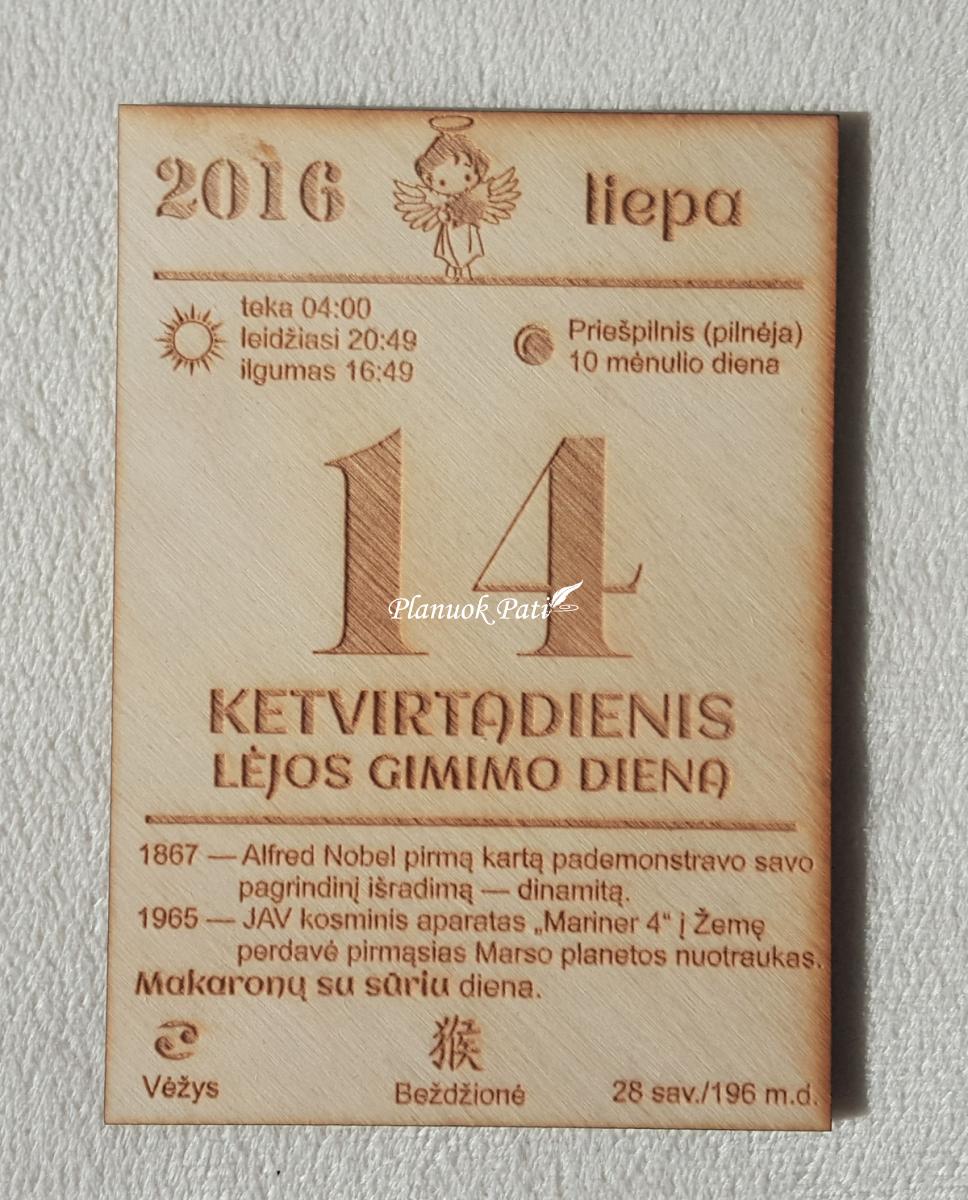 2016 liepa
teka 04:00
leidžiasi 20:49
ilgumas 16:49
Priešpilnis (pilnėja)
10 mėnulio diena
14
Planuok Pati
KETVIRTADIENIS
LĖJOS GIMIMO DIENA
1867 — Alfred Nobel pirmą kartą pademonstravo savo
pagrindinį išradimą — dinamitą.
1965 — JAV kosminis aparatas „Mariner 4“ į Žemę
perdavė pirmąsias Marso planetos nuotraukas.
Makaronų su sūriu diena.
猴
Vėžys Beždžionė 28 sav./196 m.d.